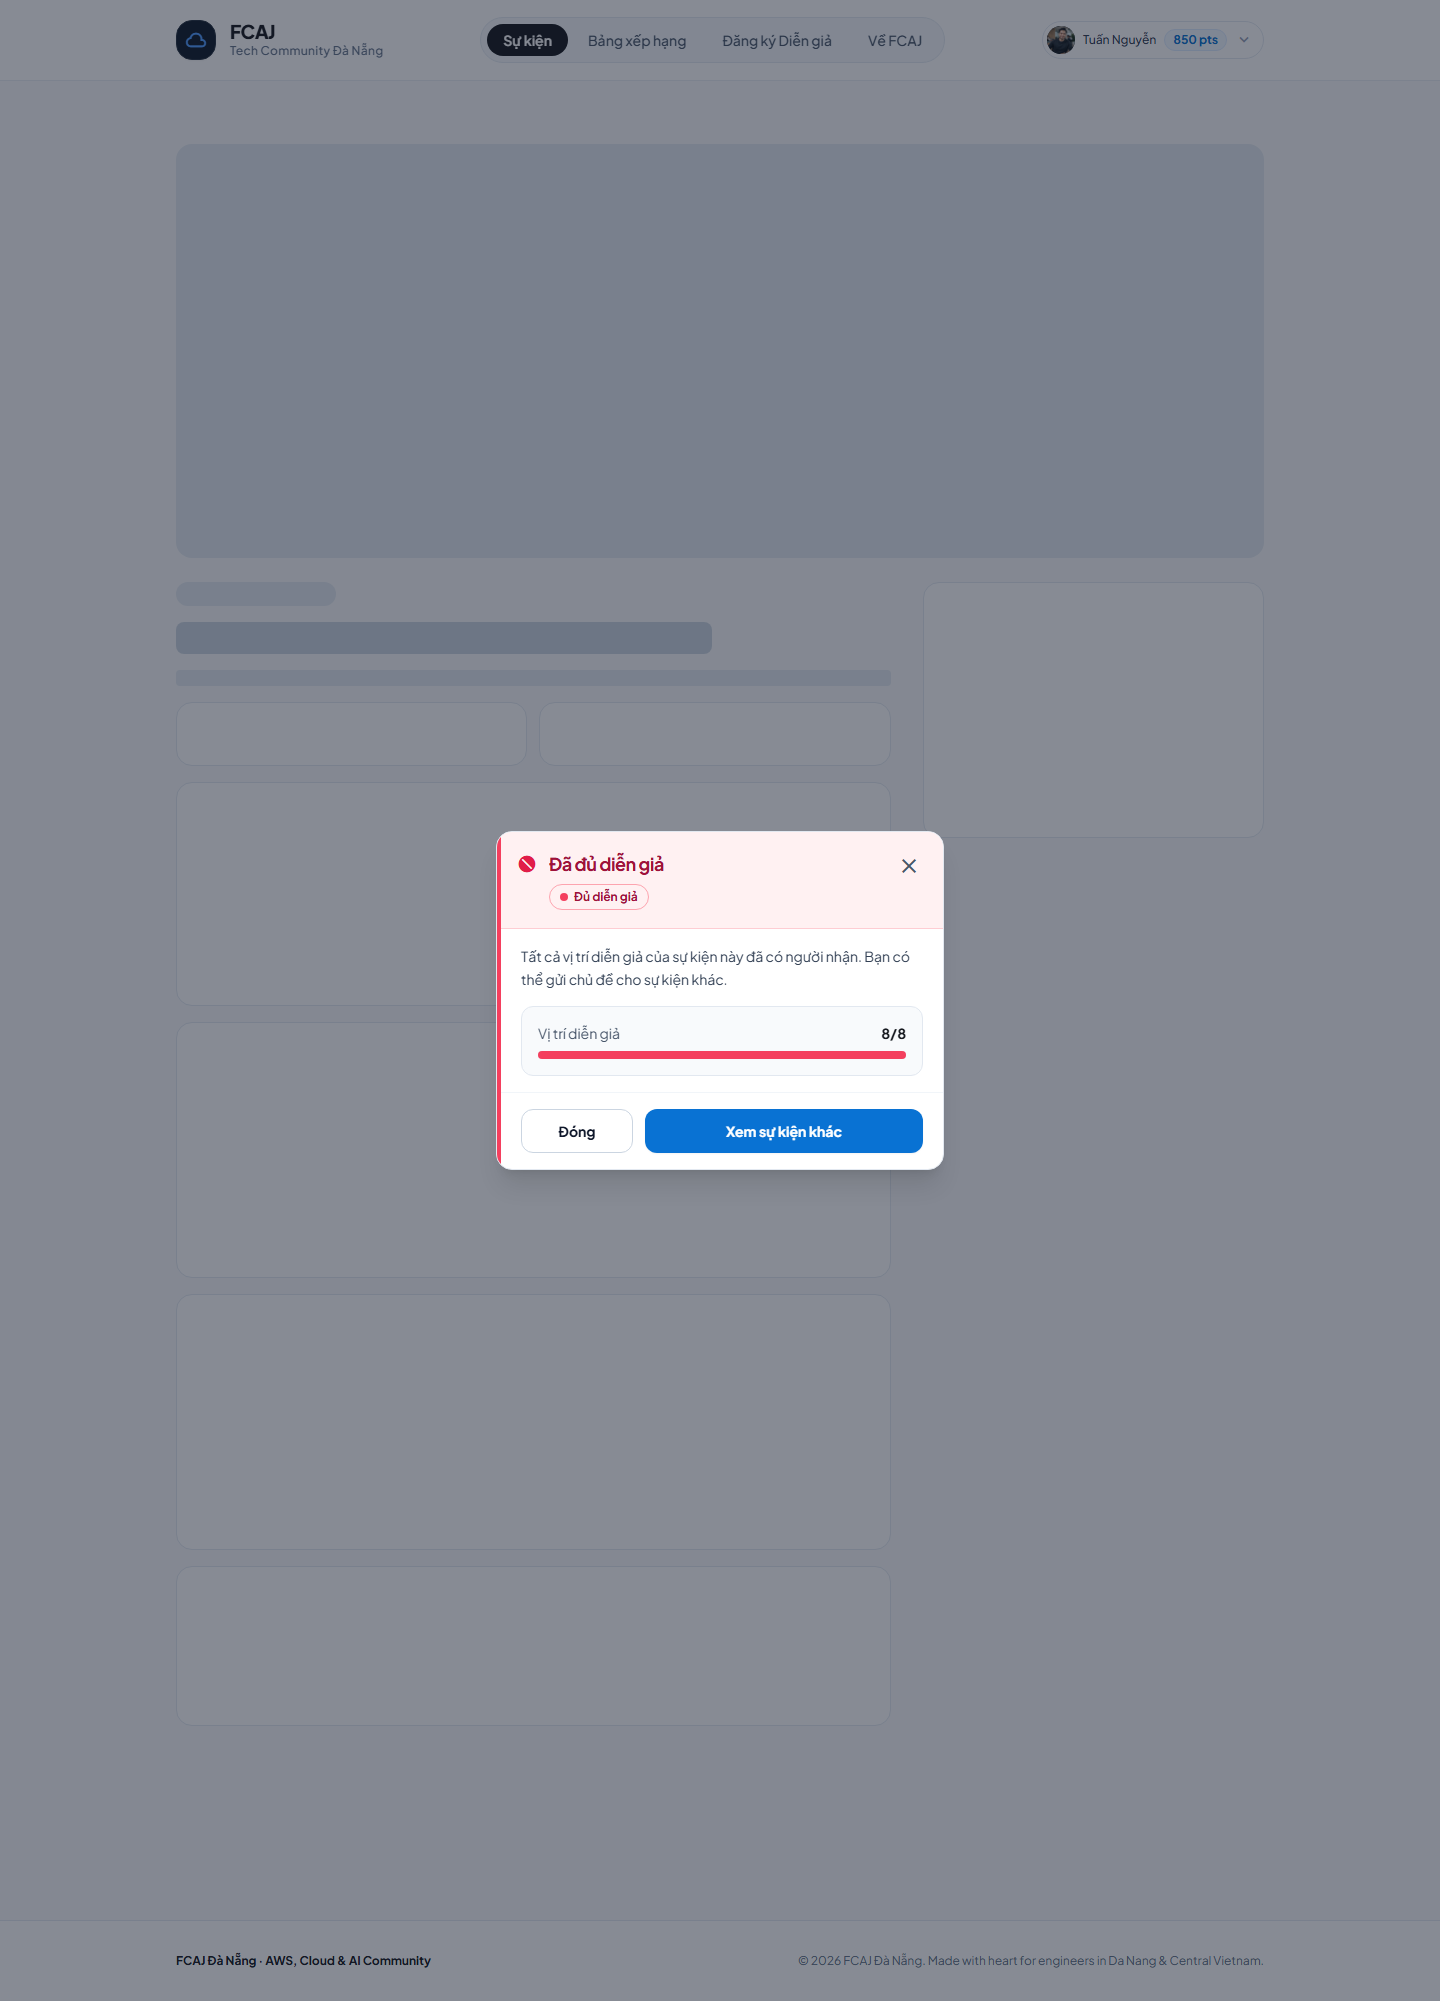 FCAJ
Tech Community Đà Nẵng
Sự kiện
Bảng xếp hạng
Đăng ký Diễn giả
Về FCAJ
Tuấn Nguyễn
850 pts
Đã đủ diễn giả
Đủ diễn giả
Tất cả vị trí diễn giả của sự kiện này đã có người nhận. Bạn có
thể gửi chủ đề cho sự kiện khác.
Vị trí diễn giả
8/8
Đóng
Xem sự kiện khác
FCAJ Đà Nẵng · AWS, Cloud & AI Community
© 2026 FCAJ Đà Nẵng. Made with heart for engineers in Da Nang & Central Vietnam.